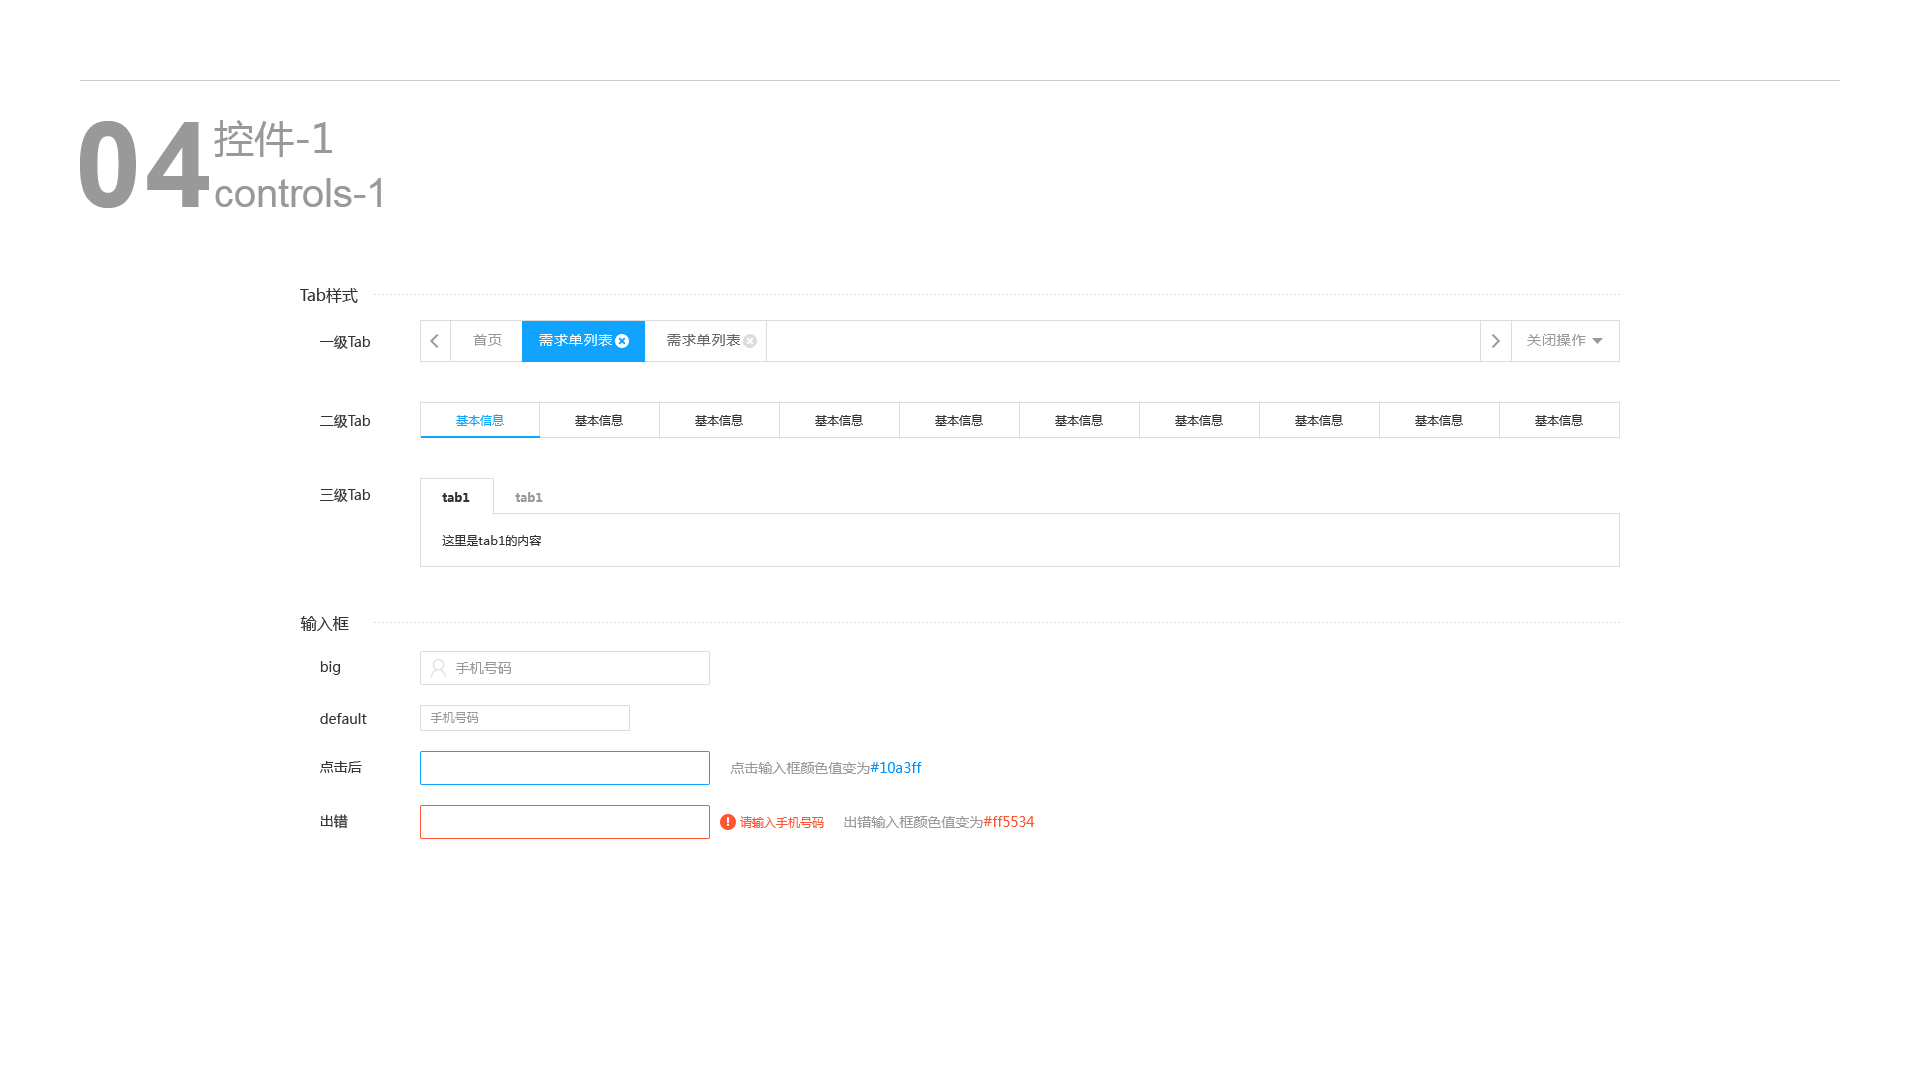 04 控件-1
controls-1
Tab样式
一级Tab 首页 需求单列表 需求单列表 关闭操作
二级Tab 基本信息 基本信息 基本信息 基本信息 基本信息 基本信息 基本信息 基本信息 基本信息 基本信息
三级Tab tab1 tab1
这里是tab1的内容
输入框
big 手机号码
default 手机号码
点击后 点击输入框颜色值变为#10a3ff
出错 请输入手机号码 出错输入框颜色值变为#ff5534